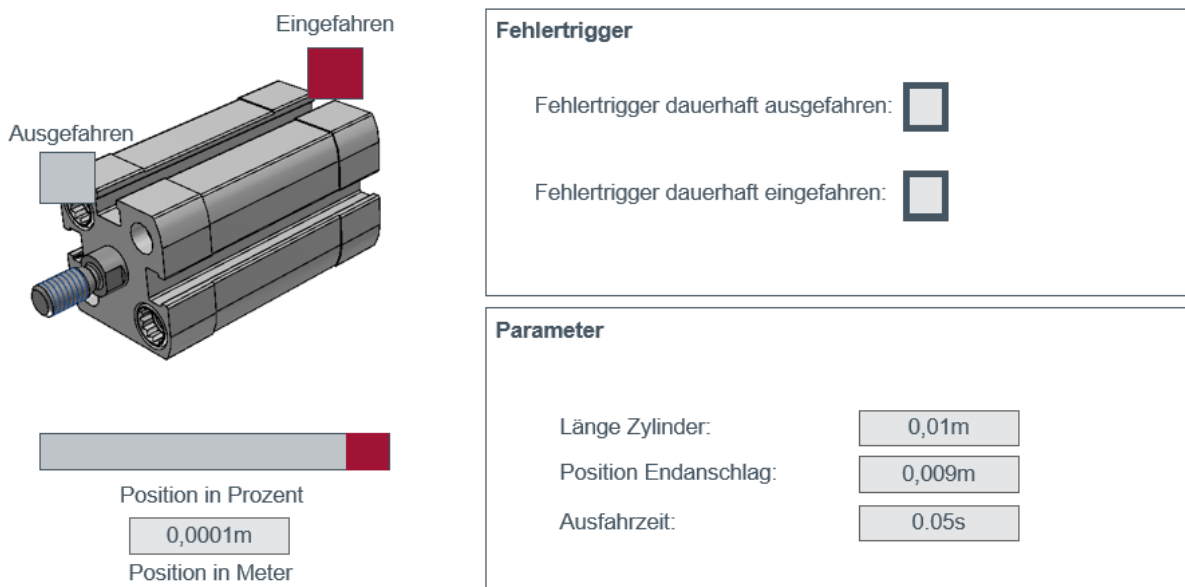 Eingefahren
Ausgefahren
Position in Prozent
0,0001m
Position in Meter
Fehlertrigger
Fehlertrigger dauerhaft ausgefahren:
Fehlertrigger dauerhaft eingefahren:
Parameter
Länge Zylinder: 0,01m
Position Endanschlag: 0,009m
Ausfahrzeit: 0.05s